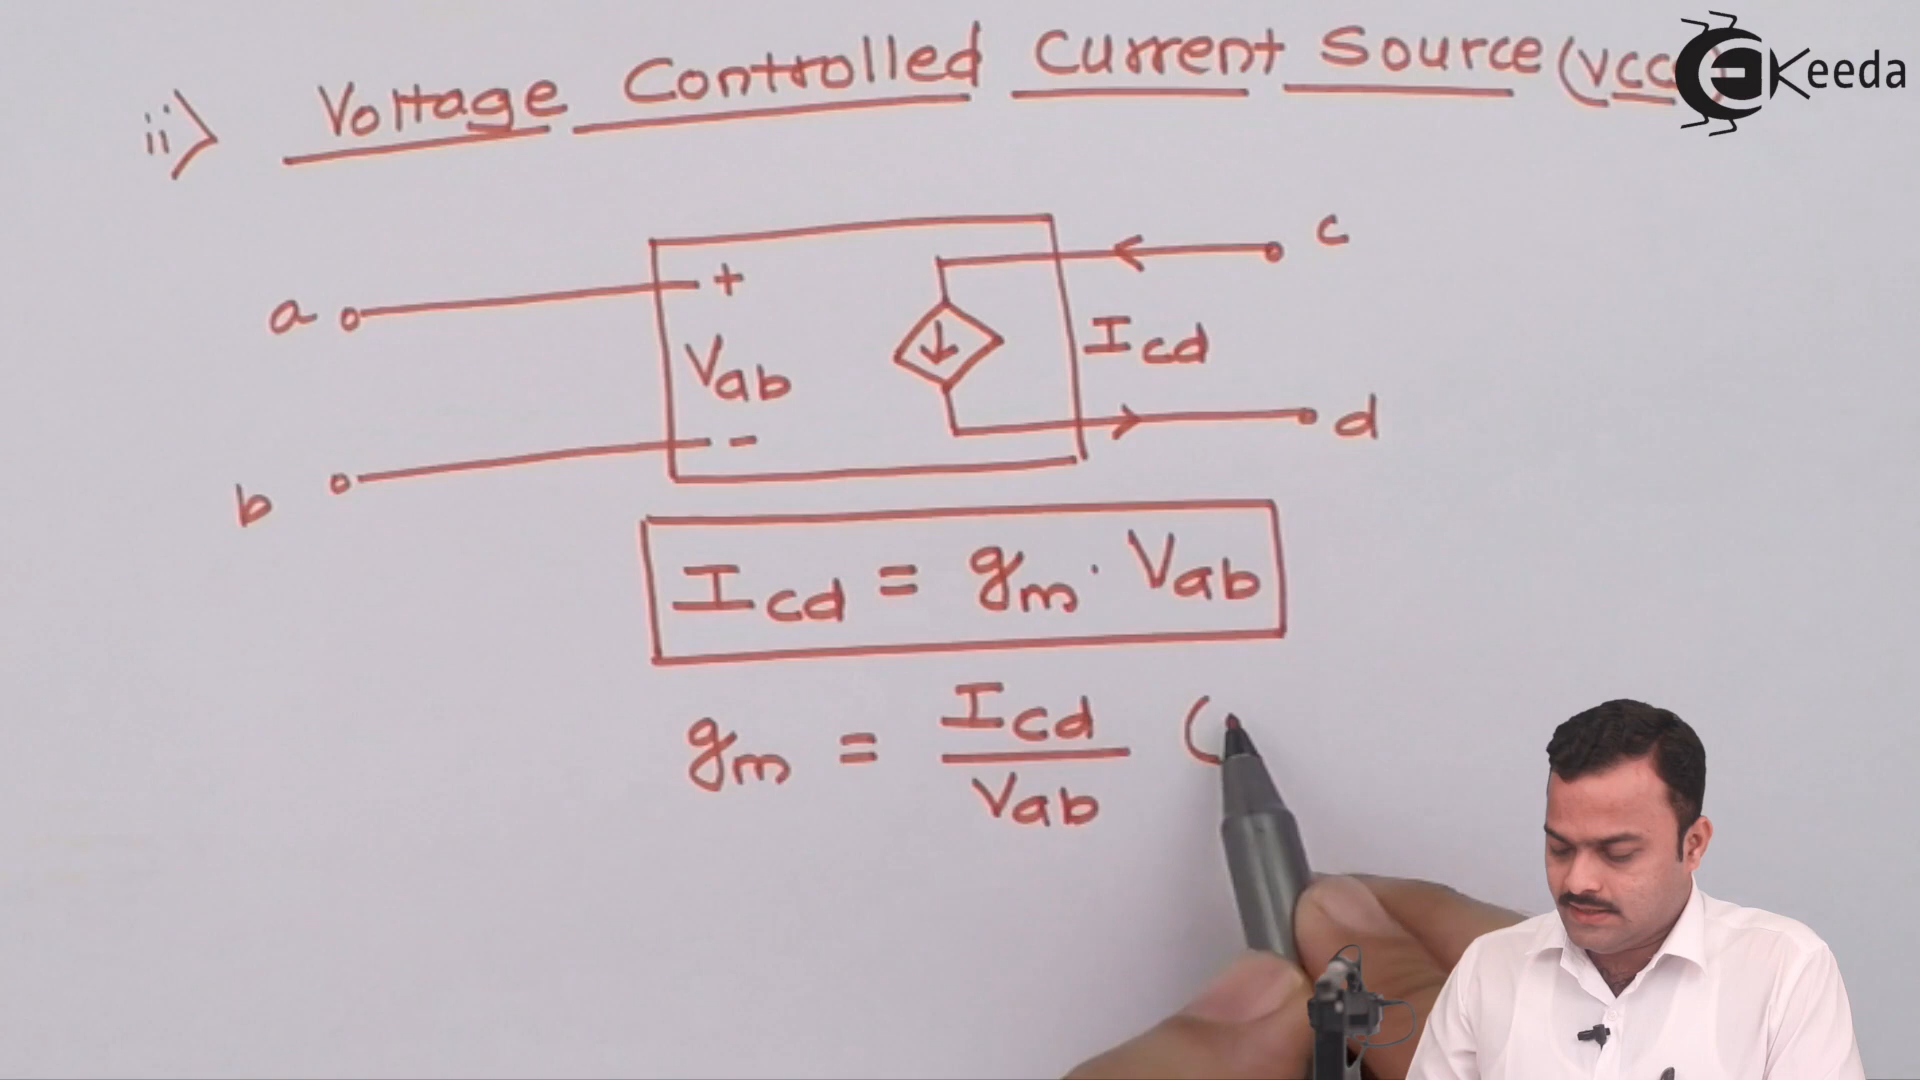 ii) Voltage Controlled Current Source (VCC
Keeda
a + c
Vab Icd
b - d
Icd = gm · Vab
gm = Icd / Vab (